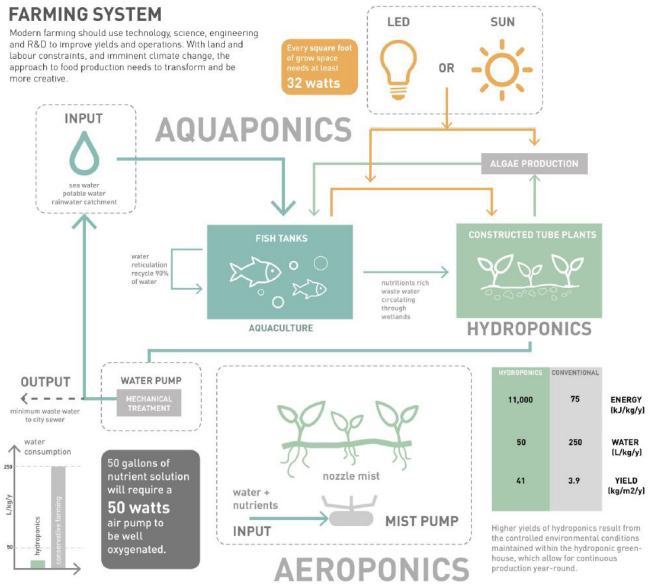 FARMING SYSTEM
Modern farming should use technology, science, engineering
and R&D to improve yields and operations. With land and
labour constraints, and imminent climate change, the
approach to food production needs to transform and be
more creative.
Every square foot
of grow space
needs at least
32 watts
LED
SUN
OR
INPUT
sea water
potable water
rainwater catchment
AQUAPONICS
ALGAE PRODUCTION
FISH TANKS
CONSTRUCTED TUBE PLANTS
water
reticulation
recycle 90%
of water
nutritients rich
waste water
circulating
through
wetlands
AQUACULTURE
HYDROPONICS
OUTPUT
minimum waste water
to city sewer
WATER PUMP
MECHANICAL
TREATMENT
water
consumption
250
50
L/kg/y
hydroponics
conservative farming
50 gallons of
nutrient solution
will require a
50 watts
air pump to
be well
oxygenated.
nozzle mist
water +
nutrients
INPUT
MIST PUMP
AEROPONICS
HYDROPONICS CONVENTIONAL
11,000 75 ENERGY
(kJ/kg/y)
50 250 WATER
(L/kg/y)
41 3.9 YIELD
(kg/m2/y)
Higher yields of hydroponics result from
the controlled environmental conditions
maintained within the hydroponic green-
house, which allow for continuous
production year-round.